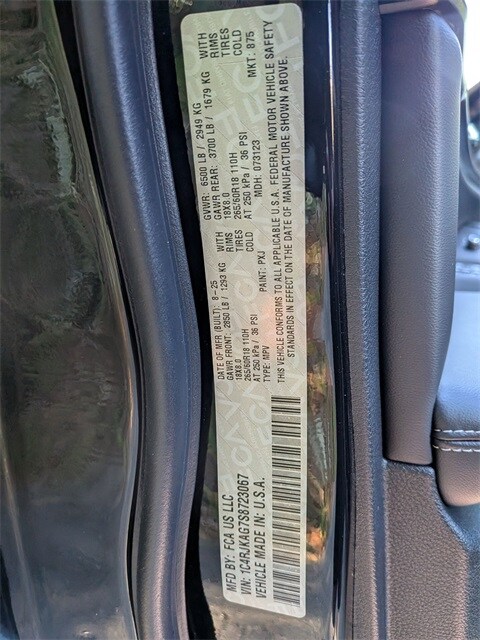 MFD BY: FCA US LLC
VIN: 1C4RJKAG7S8723067
VEHICLE MADE IN: U.S.A.
DATE OF MFR (BUILT): 8-25
GAWR FRONT: 2850 LB / 1293 KG WITH
18X8.0 RIMS
265/60R18 110H TIRES
AT 250 kPa / 36 PSI COLD
TYPE: MPV PAINT: PXJ
GVWR: 6500 LB / 2949 KG
GAWR REAR: 3700 LB / 1679 KG WITH
18X8.0 RIMS
265/60R18 110H TIRES
AT 250 kPa / 36 PSI COLD
MDH: 073123 MKT: 875
THIS VEHICLE CONFORMS TO ALL APPLICABLE U.S.A. FEDERAL MOTOR VEHICLE SAFETY
STANDARDS IN EFFECT ON THE DATE OF MANUFACTURE SHOWN ABOVE.